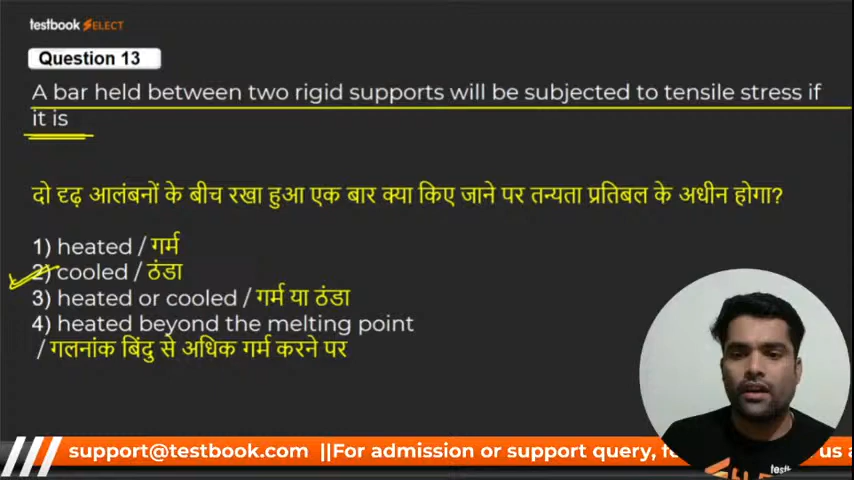 testbook SELECT
Question 13
A bar held between two rigid supports will be subjected to tensile stress if
it is
दो दृढ़ आलंबनों के बीच रखा हुआ एक बार क्या किए जाने पर तन्यता प्रतिबल के अधीन होगा?
1) heated / गर्म
2) cooled / ठंडा
3) heated or cooled / गर्म या ठंडा
4) heated beyond the melting point
/ गलनांक बिंदु से अधिक गर्म करने पर
support@testbook.com ||For admission or support query, us